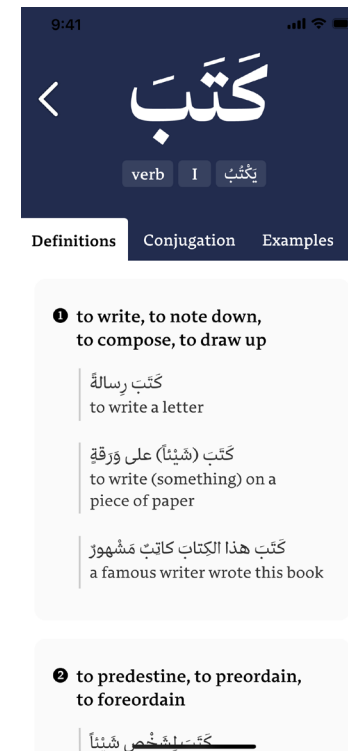 9:41
كَتَبَ
verb I يَكْتُبُ
Definitions Conjugation Examples
❶ to write, to note down,
to compose, to draw up
كَتَبَ رِسالةً
to write a letter
كَتَبَ (شَيْئاً) على وَرَقةٍ
to write (something) on a
piece of paper
كَتَبَ هذا الكِتابَ كاتِبٌ مَشْهورٌ
a famous writer wrote this book
❷ to predestine, to preordain,
to foreordain
كَتَبَ لِشَخْصٍ شَيْئاً